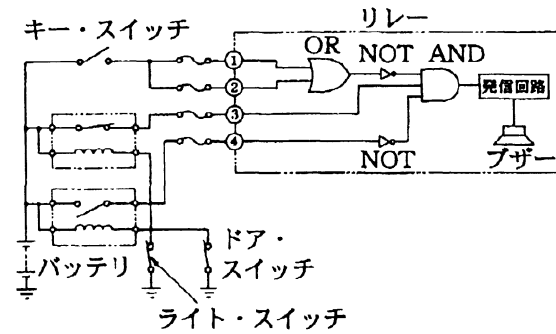 リレー
キー・スイッチ
OR
NOT
AND
①
②
③
④
発信回路
ブザー
NOT
バッテリ
ドア・
スイッチ
ライト・スイッチ